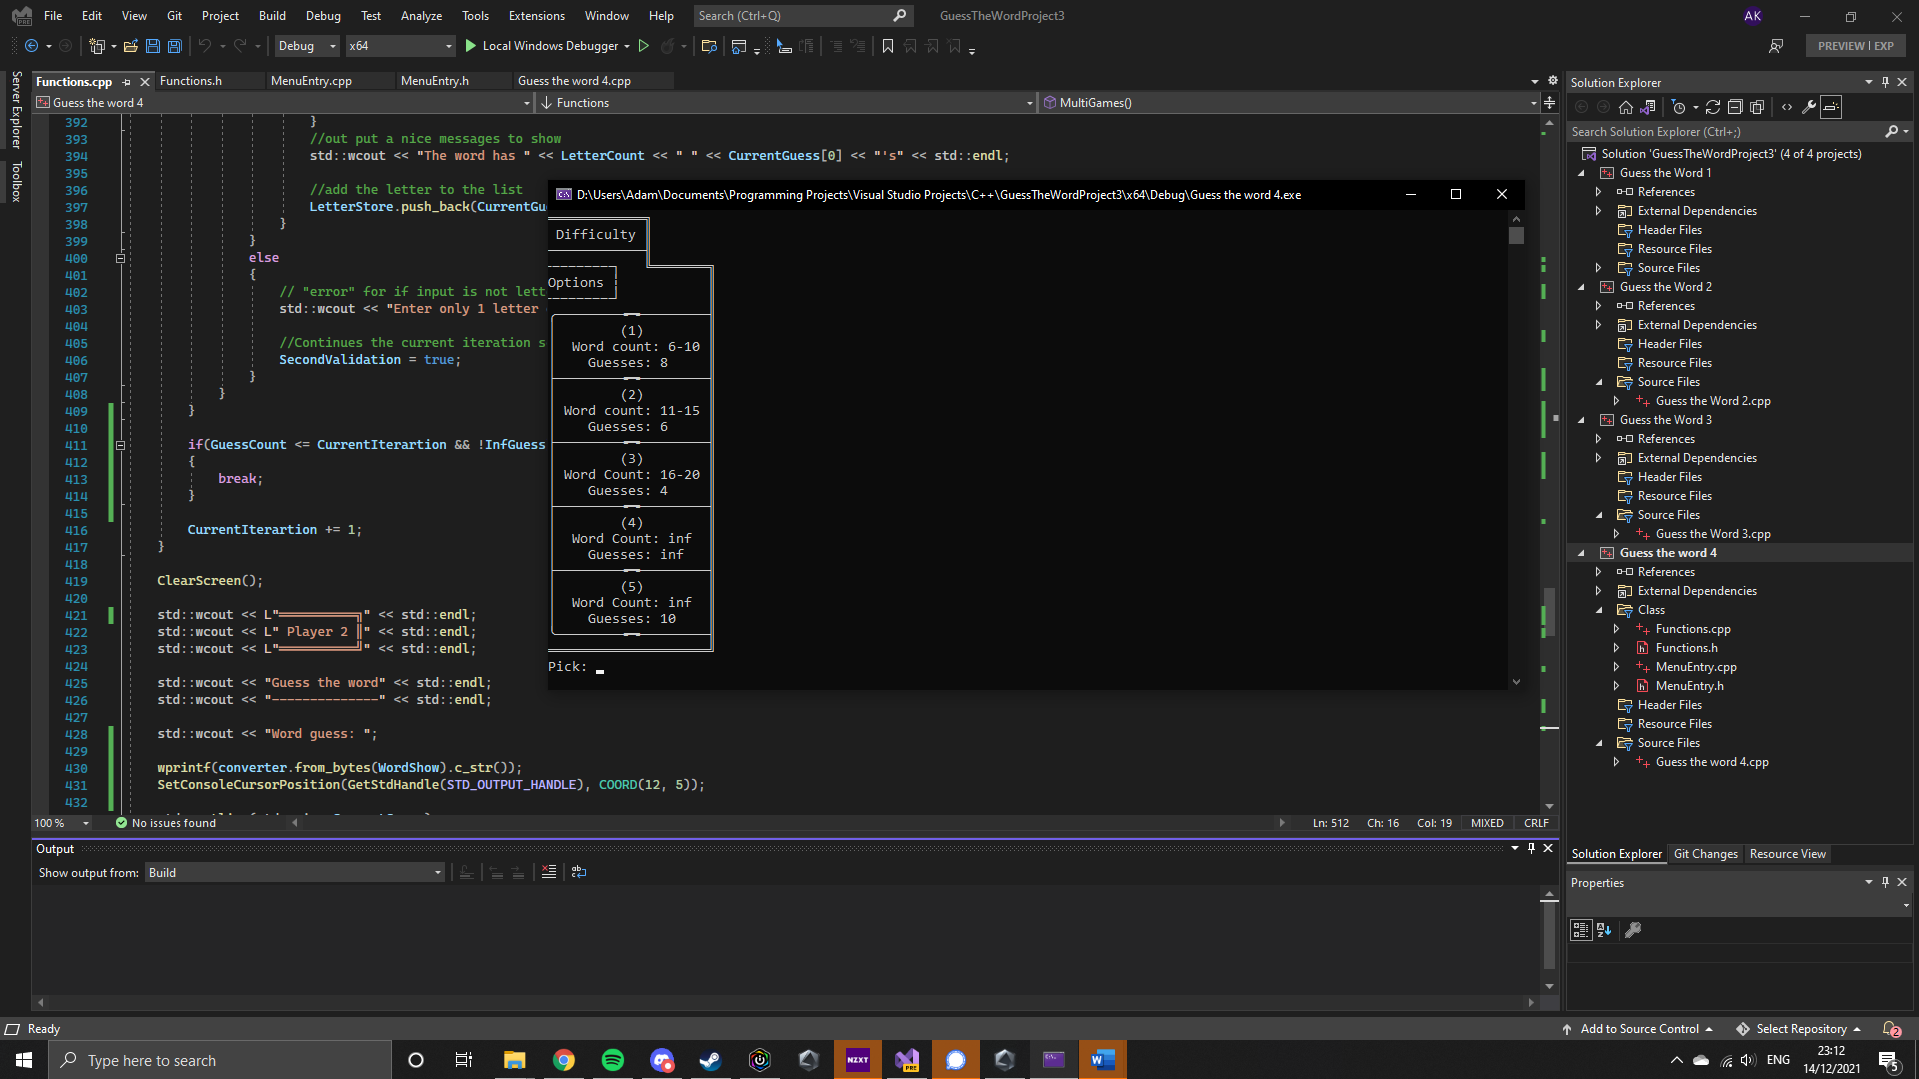 File Edit View Git Project Build Debug Test Analyze Tools Extensions Window Help Search (Ctrl+Q) GuessTheWordProject3 AK
Debug x64 Local Windows Debugger PREVIEW | EXP
Server Explorer
Toolbox
Functions.cpp Functions.h MenuEntry.cpp MenuEntry.h Guess the word 4.cpp
Guess the word 4 Functions MultiGames()
392 }
393 //out put a nice messages to show
394 std::wcout << "The word has " << LetterCount << " " << CurrentGuess[0] << "'s" << std::endl;
395
396 //add the letter to the list
397 LetterStore.push_back(CurrentGu
398 }
399 }
400 else
401 {
402 // "error" for if input is not lett
403 std::wcout << "Enter only 1 letter
404
405 //Continues the current iteration s
406 SecondValidation = true;
407 }
408 }
409 }
410
411 if(GuessCount <= CurrentIterartion && !InfGuess
412 {
413 break;
414 }
415
416 CurrentIterartion += 1;
417 }
418
419 ClearScreen();
420
421 std::wcout << L"══════════╗" << std::endl;
422 std::wcout << L" Player 2 ║" << std::endl;
423 std::wcout << L"══════════╝" << std::endl;
424
425 std::wcout << "Guess the word" << std::endl;
426 std::wcout << "--------------" << std::endl;
427
428 std::wcout << "Word guess: ";
429
430 wprintf(converter.from_bytes(WordShow).c_str());
431 SetConsoleCursorPosition(GetStdHandle(STD_OUTPUT_HANDLE), COORD(12, 5));
432
D:\Users\Adam\Documents\Programming Projects\Visual Studio Projects\C++\GuessTheWordProject3\x64\Debug\Guess the word 4.exe
Difficulty
Options
(1)
Word count: 6-10
Guesses: 8
(2)
Word count: 11-15
Guesses: 6
(3)
Word Count: 16-20
Guesses: 4
(4)
Word Count: inf
Guesses: inf
(5)
Word Count: inf
Guesses: 10
Pick:
100 % No issues found Ln: 512 Ch: 16 Col: 19 MIXED CRLF
Output
Show output from: Build
Solution Explorer
Search Solution Explorer (Ctrl+;)
Solution 'GuessTheWordProject3' (4 of 4 projects)
Guess the Word 1
References
External Dependencies
Header Files
Resource Files
Source Files
Guess the Word 2
References
External Dependencies
Header Files
Resource Files
Source Files
Guess the Word 2.cpp
Guess the Word 3
References
External Dependencies
Header Files
Resource Files
Source Files
Guess the Word 3.cpp
Guess the word 4
References
External Dependencies
Class
Functions.cpp
Functions.h
MenuEntry.cpp
MenuEntry.h
Header Files
Resource Files
Source Files
Guess the word 4.cpp
Solution Explorer Git Changes Resource View
Properties
Ready Add to Source Control Select Repository 2
Type here to search NZXT PRE ENG 23:12
14/12/2021 5